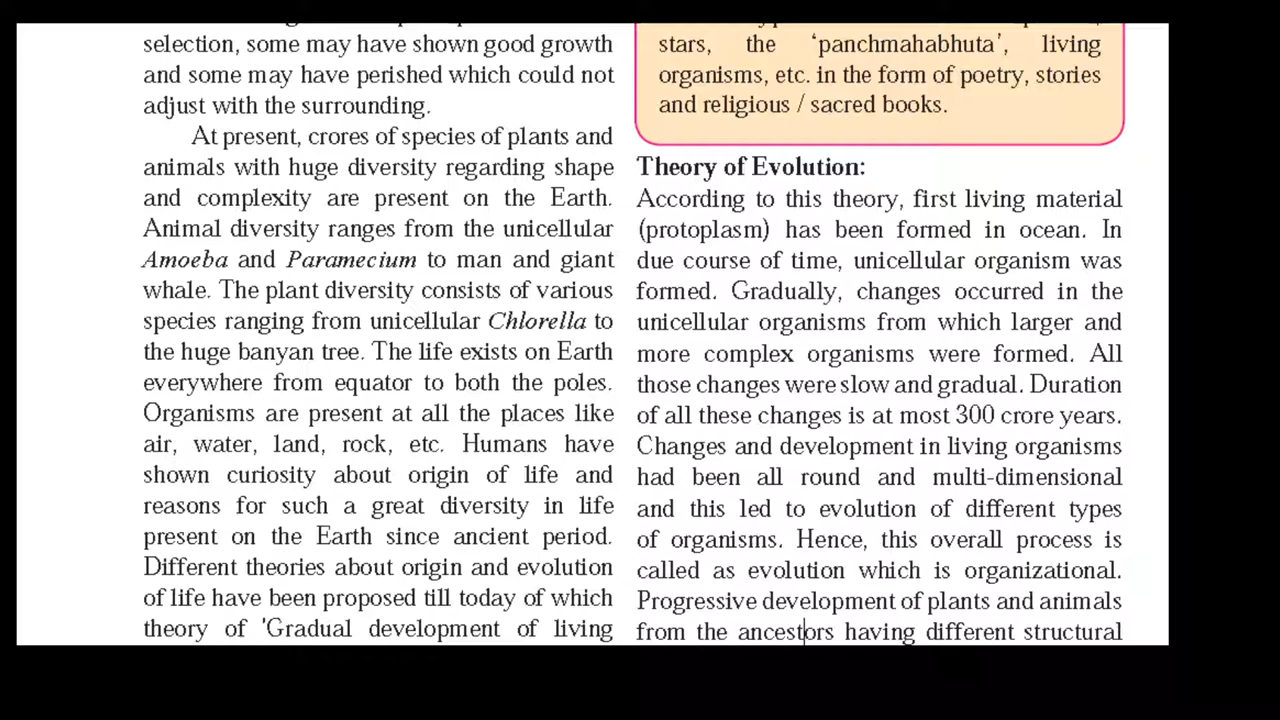 selection, some may have shown good growth
and some may have perished which could not
adjust with the surrounding.
At present, crores of species of plants and
animals with huge diversity regarding shape
and complexity are present on the Earth.
Animal diversity ranges from the unicellular
Amoeba and Paramecium to man and giant
whale. The plant diversity consists of various
species ranging from unicellular Chlorella to
the huge banyan tree. The life exists on Earth
everywhere from equator to both the poles.
Organisms are present at all the places like
air, water, land, rock, etc. Humans have
shown curiosity about origin of life and
reasons for such a great diversity in life
present on the Earth since ancient period.
Different theories about origin and evolution
of life have been proposed till today of which
theory of 'Gradual development of living
stars, the ‘panchmahabhuta’, living
organisms, etc. in the form of poetry, stories
and religious / sacred books.
Theory of Evolution:
According to this theory, first living material
(protoplasm) has been formed in ocean. In
due course of time, unicellular organism was
formed. Gradually, changes occurred in the
unicellular organisms from which larger and
more complex organisms were formed. All
those changes were slow and gradual. Duration
of all these changes is at most 300 crore years.
Changes and development in living organisms
had been all round and multi-dimensional
and this led to evolution of different types
of organisms. Hence, this overall process is
called as evolution which is organizational.
Progressive development of plants and animals
from the ancestors having different structural